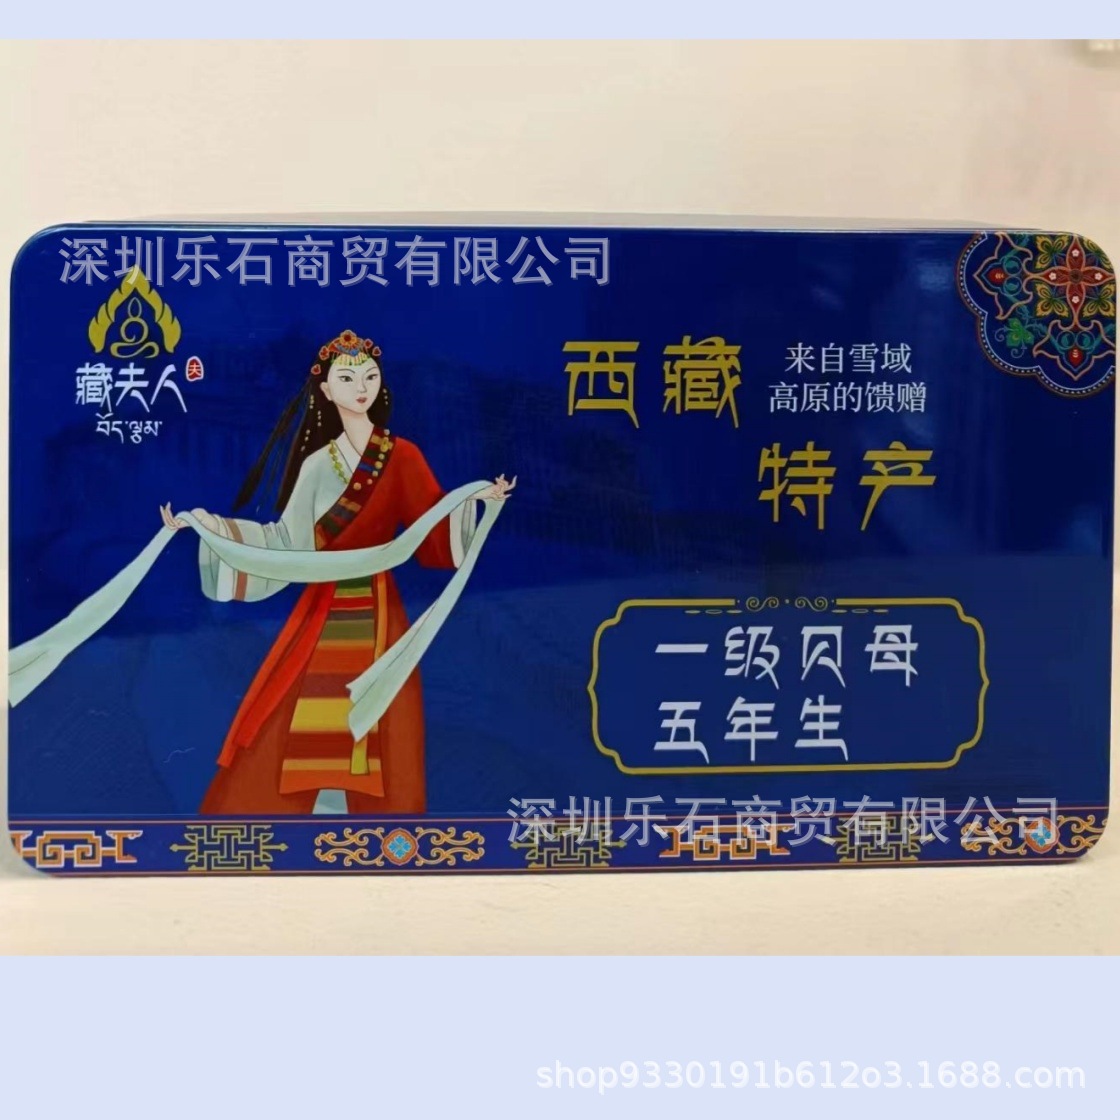 深圳乐石商贸有限公司
藏夫人
夫
བོད་ལྕམ་
西藏
来自雪域
高原的馈赠
特产
一级贝母
五年生
深圳乐石商贸有限公司
shop9330191b612o3.1688.com